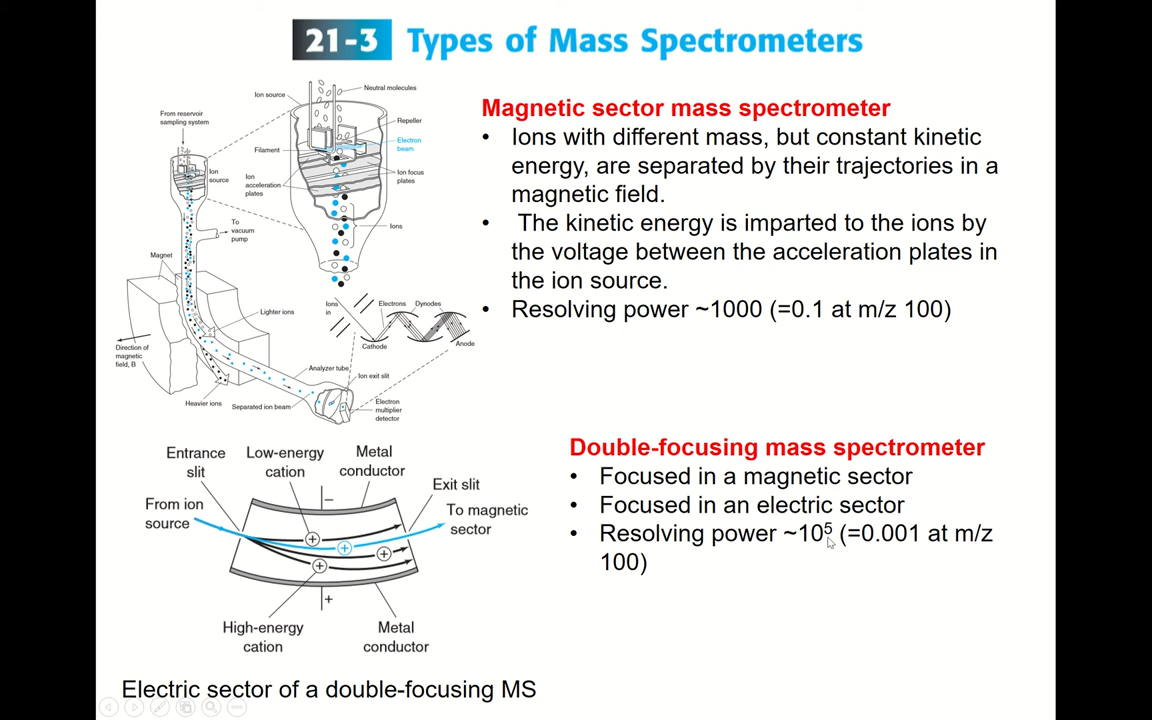 21-3 Types of Mass Spectrometers
Neutral molecules
Ion source
From reservoir
sampling system
Repeller
Electron
beam
Filament
Ion
source
Ion
acceleration
plates
Ion focus
plates
To
vacuum
pump
Ions
Magnet
Ions
in
Electrons
Dynodes
Lighter ions
Cathode
Anode
Direction of
magnetic
field, B
Analyzer tube
Ion exit slit
Heavier ions
Separated ion beam
Electron
multiplier
detector
Magnetic sector mass spectrometer
• Ions with different mass, but constant kinetic
energy, are separated by their trajectories in a
magnetic field.
• The kinetic energy is imparted to the ions by
the voltage between the acceleration plates in
the ion source.
• Resolving power ~1000 (=0.1 at m/z 100)
Entrance
slit
Low-energy
cation
Metal
conductor
Exit slit
From ion
source
To magnetic
sector
−
+
+
+
+
+
High-energy
cation
Metal
conductor
Double-focusing mass spectrometer
• Focused in a magnetic sector
• Focused in an electric sector
• Resolving power ~10⁵ (=0.001 at m/z
100)
Electric sector of a double-focusing MS